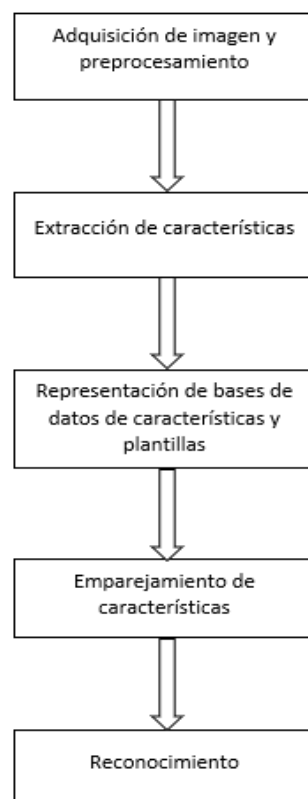 Adquisición de imagen y
preprocesamiento
Extracción de características
Representación de bases de
datos de características y
plantillas
Emparejamiento de
características
Reconocimiento